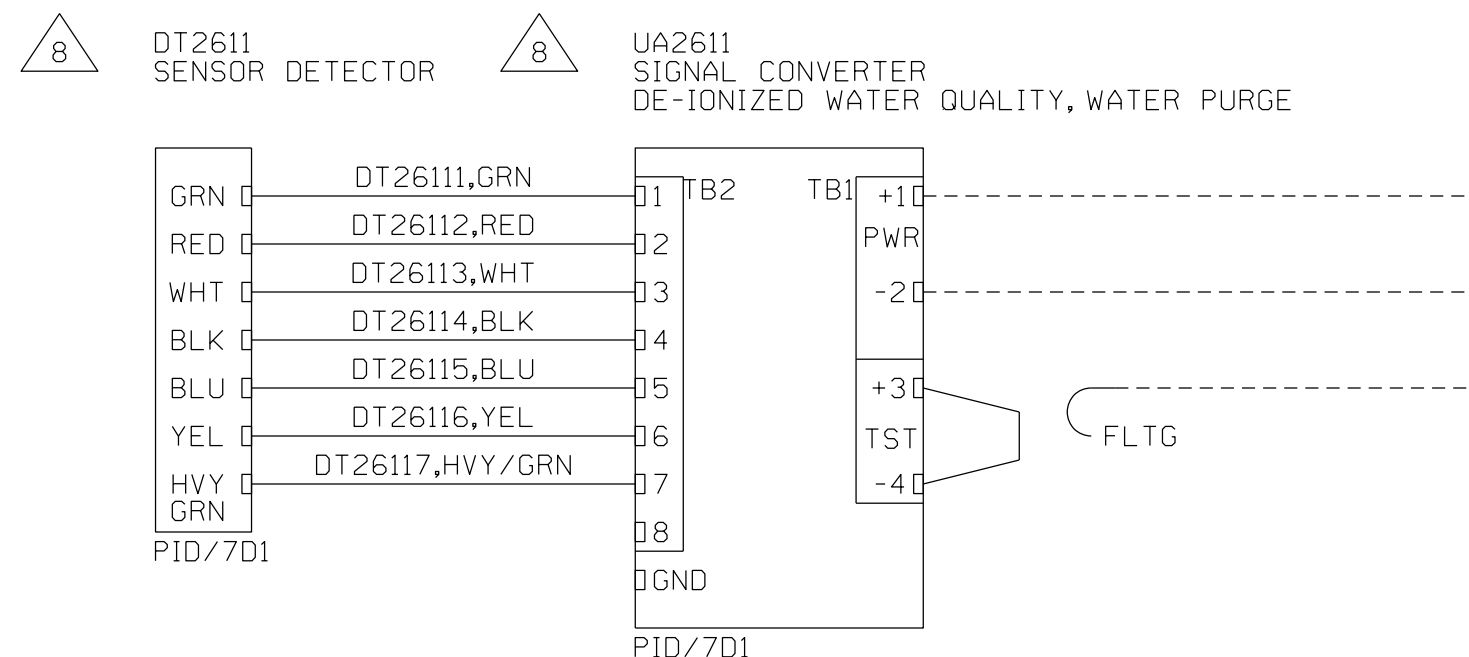 8
DT2611
SENSOR DETECTOR
8
UA2611
SIGNAL CONVERTER
DE-IONIZED WATER QUALITY, WATER PURGE
GRN
DT26111,GRN
1
TB2
TB1
+1
RED
DT26112,RED
2
PWR
WHT
DT26113,WHT
3
-2
BLK
DT26114,BLK
4
BLU
DT26115,BLU
5
+3
YEL
DT26116,YEL
6
TST
FLTG
HVY
GRN
DT26117,HVY/GRN
7
-4
8
PID/7D1
GND
PID/7D1